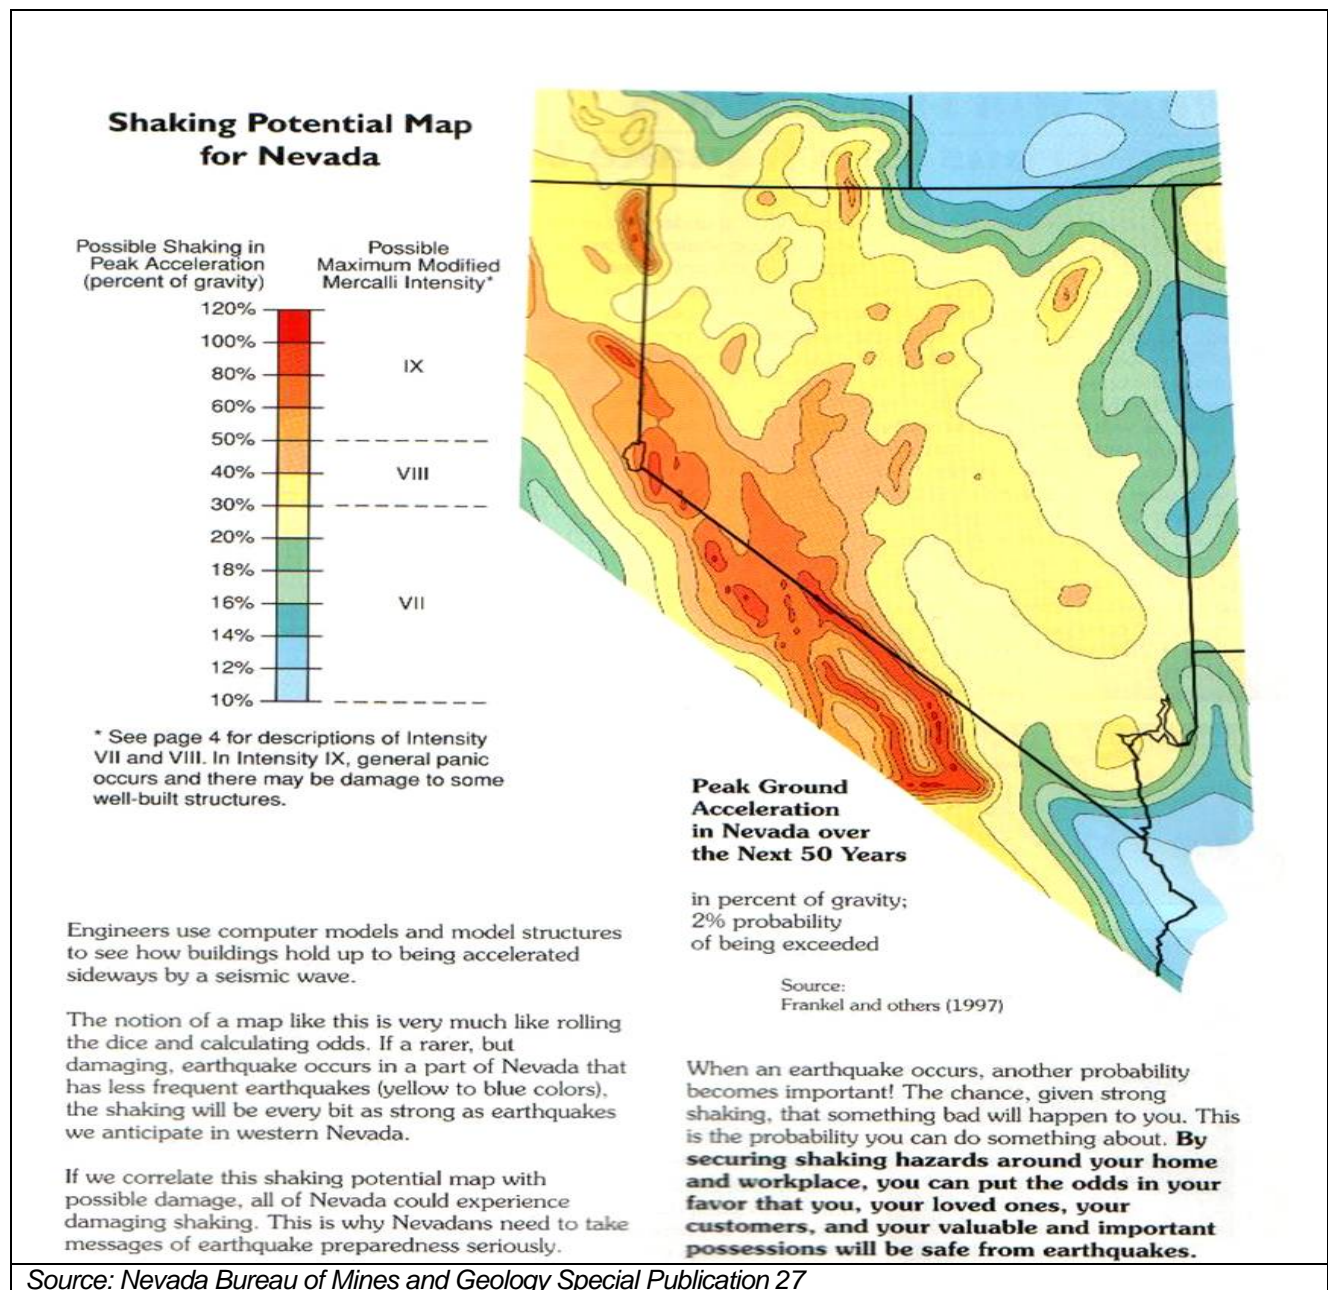 Shaking Potential Map
for Nevada
Possible Shaking in
Peak Acceleration
(percent of gravity)
Possible
Maximum Modified
Mercalli Intensity*
120%
100%
80%
60%
50%
40%
30%
20%
18%
16%
14%
12%
10%
IX
VIII
VII
* See page 4 for descriptions of Intensity
VII and VIII. In Intensity IX, general panic
occurs and there may be damage to some
well-built structures.
Peak Ground
Acceleration
in Nevada over
the Next 50 Years
in percent of gravity;
2% probability
of being exceeded
Source:
Frankel and others (1997)
Engineers use computer models and model structures
to see how buildings hold up to being accelerated
sideways by a seismic wave.
The notion of a map like this is very much like rolling
the dice and calculating odds. If a rarer, but
damaging, earthquake occurs in a part of Nevada that
has less frequent earthquakes (yellow to blue colors),
the shaking will be every bit as strong as earthquakes
we anticipate in western Nevada.
If we correlate this shaking potential map with
possible damage, all of Nevada could experience
damaging shaking. This is why Nevadans need to take
messages of earthquake preparedness seriously.
When an earthquake occurs, another probability
becomes important! The chance, given strong
shaking, that something bad will happen to you. This
is the probability you can do something about. By
securing shaking hazards around your home
and workplace, you can put the odds in your
favor that you, your loved ones, your
customers, and your valuable and important
possessions will be safe from earthquakes.
Source: Nevada Bureau of Mines and Geology Special Publication 27